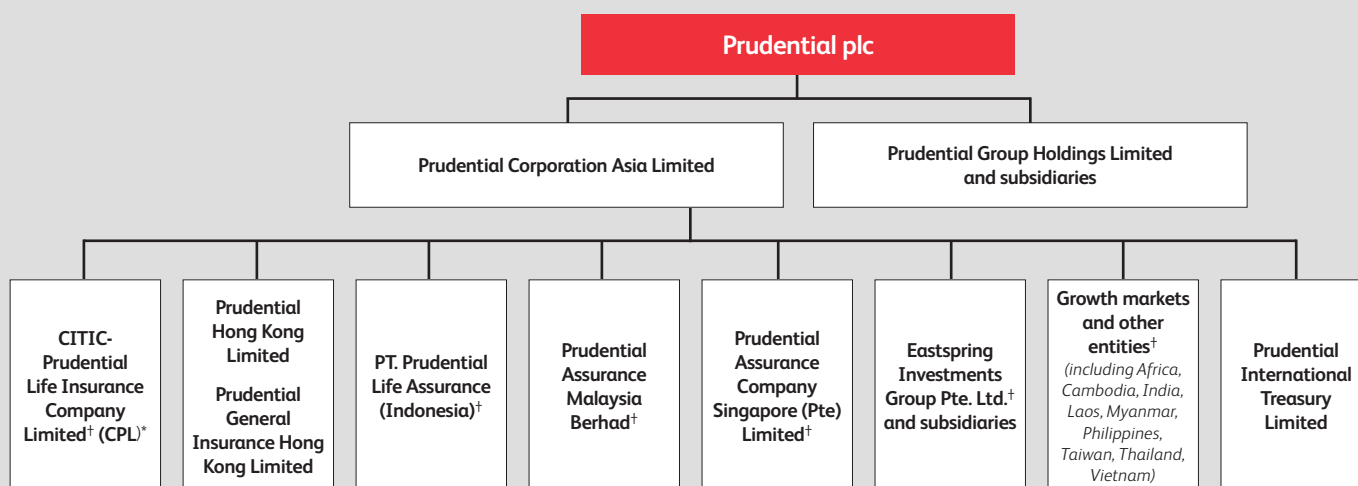 Prudential plc
Prudential Corporation Asia Limited
Prudential Group Holdings Limited
and subsidiaries
CITIC-
Prudential
Life Insurance
Company
Limited† (CPL)*
Prudential
Hong Kong
Limited
Prudential
General
Insurance Hong
Kong Limited
PT. Prudential
Life Assurance
(Indonesia)†
Prudential
Assurance
Malaysia
Berhad†
Prudential
Assurance
Company
Singapore (Pte)
Limited†
Eastspring
Investments
Group Pte. Ltd.†
and subsidiaries
Growth markets
and other
entities†
(including Africa,
Cambodia, India,
Laos, Myanmar,
Philippines,
Taiwan, Thailand,
Vietnam)
Prudential
International
Treasury
Limited